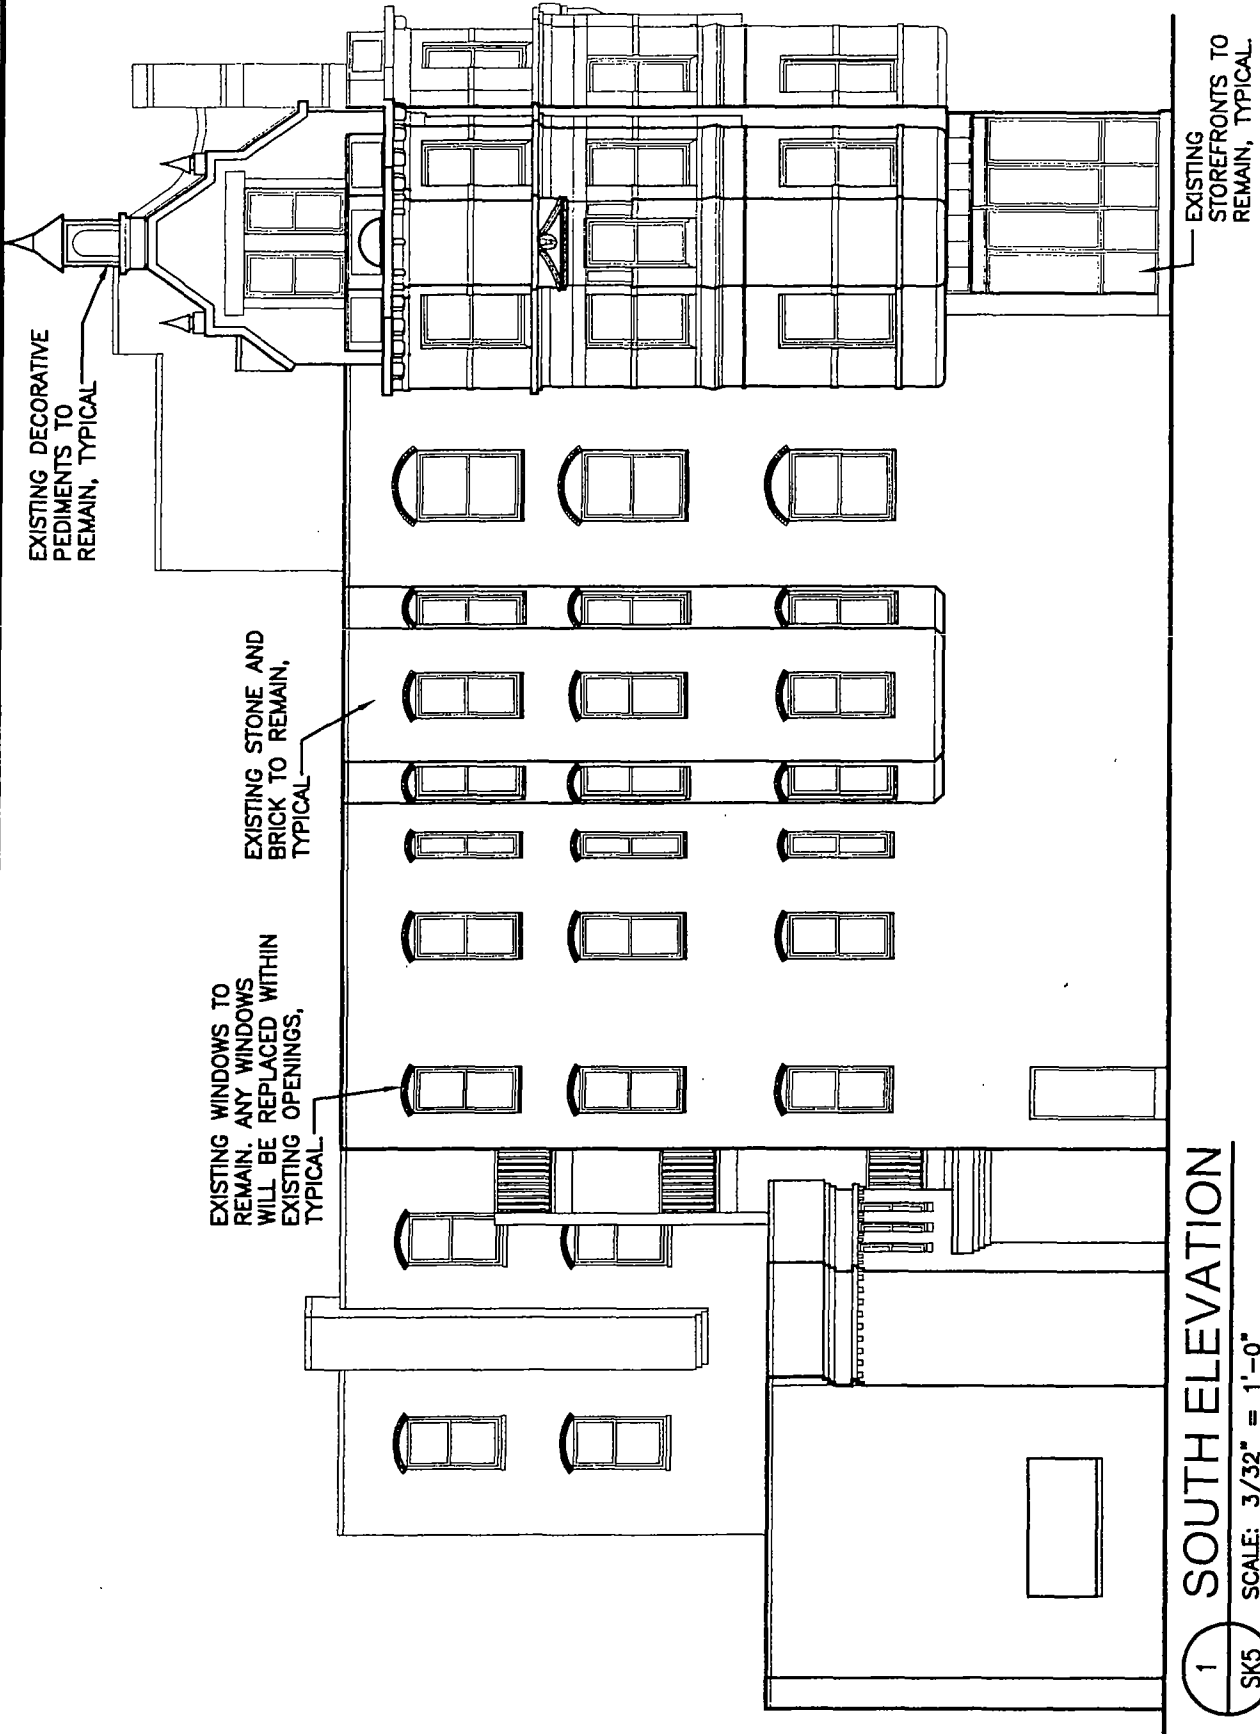 EXISTING DECORATIVE
PEDIMENTS TO
REMAIN, TYPICAL
EXISTING STONE AND
BRICK TO REMAIN,
TYPICAL
EXISTING WINDOWS TO
REMAIN. ANY WINDOWS
WILL BE REPLACED WITHIN
EXISTING OPENINGS,
TYPICAL
EXISTING
STOREFRONTS TO
REMAIN, TYPICAL.
1
SK5
SOUTH ELEVATION
SCALE: 3/32" = 1'-0"